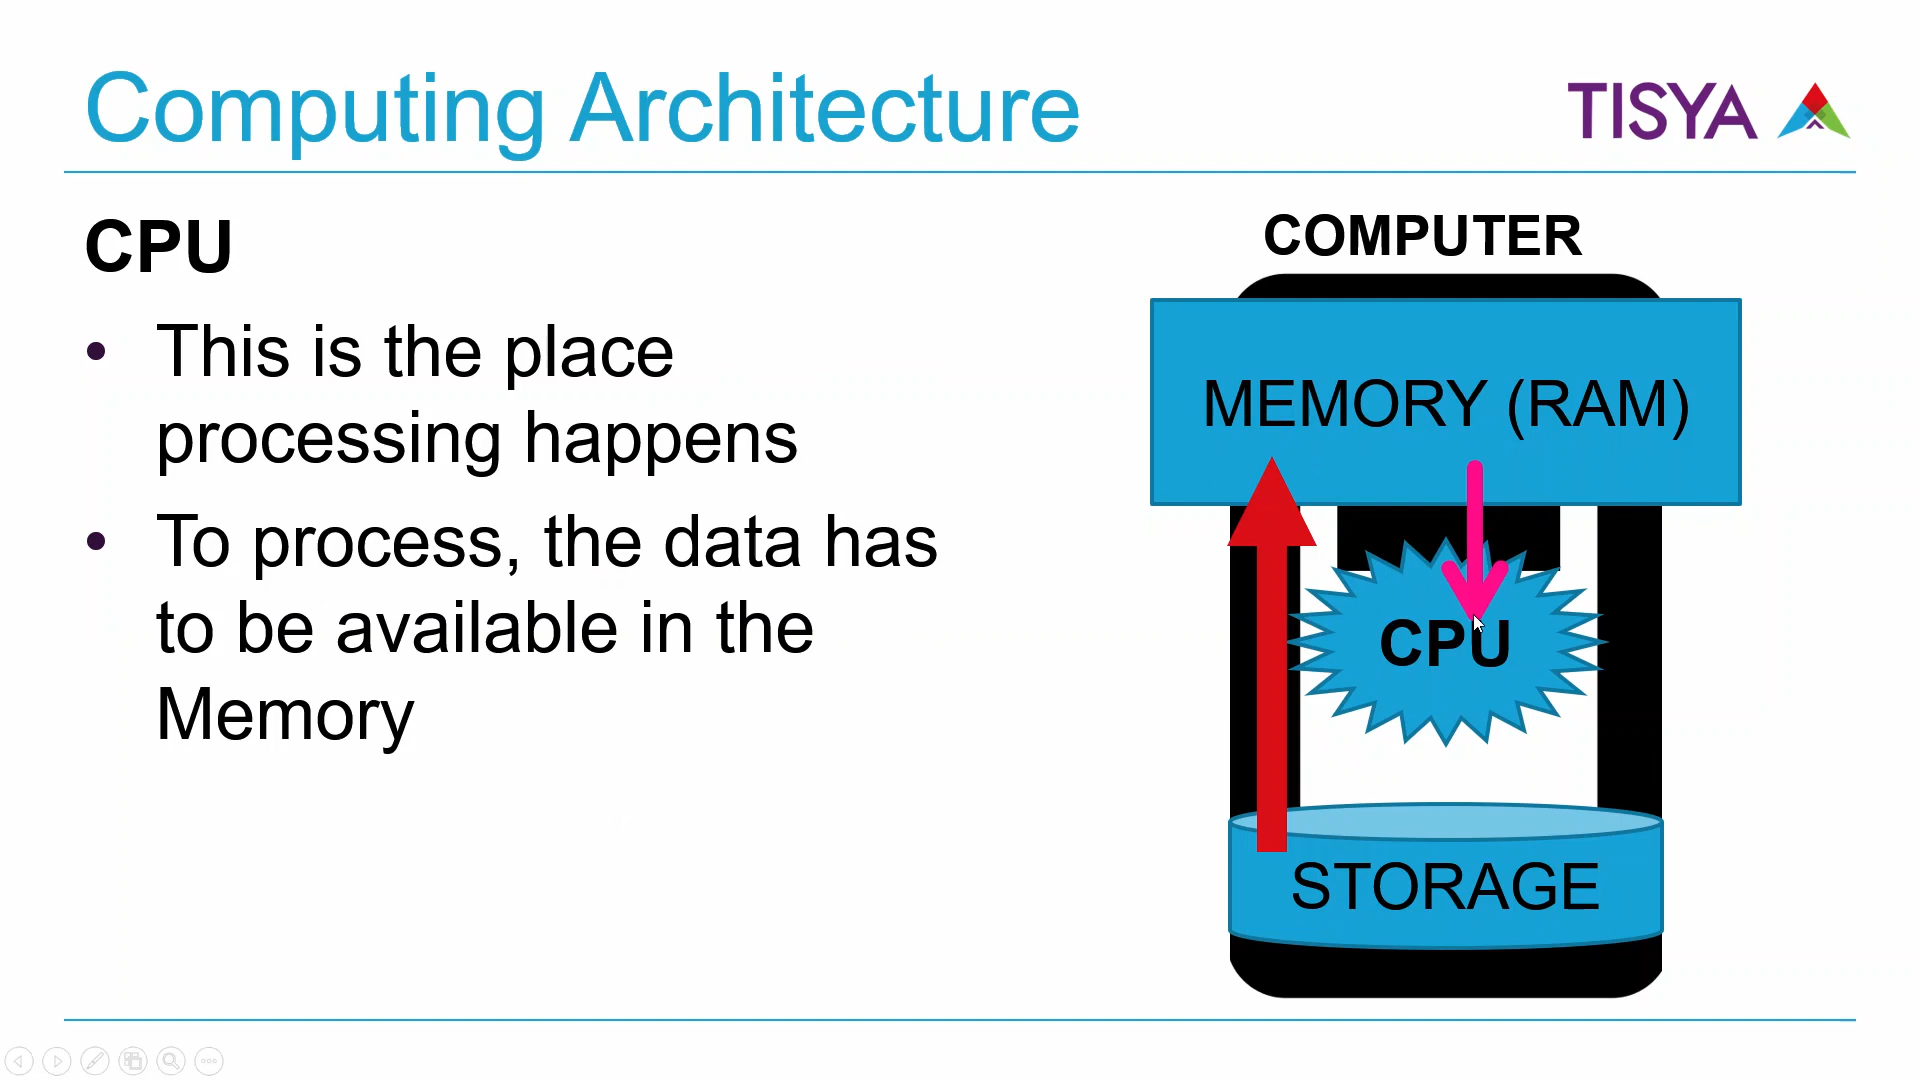 Computing Architecture
TISYA
CPU
• This is the place
processing happens
• To process, the data has
to be available in the
Memory
COMPUTER
MEMORY (RAM)
CPU
STORAGE